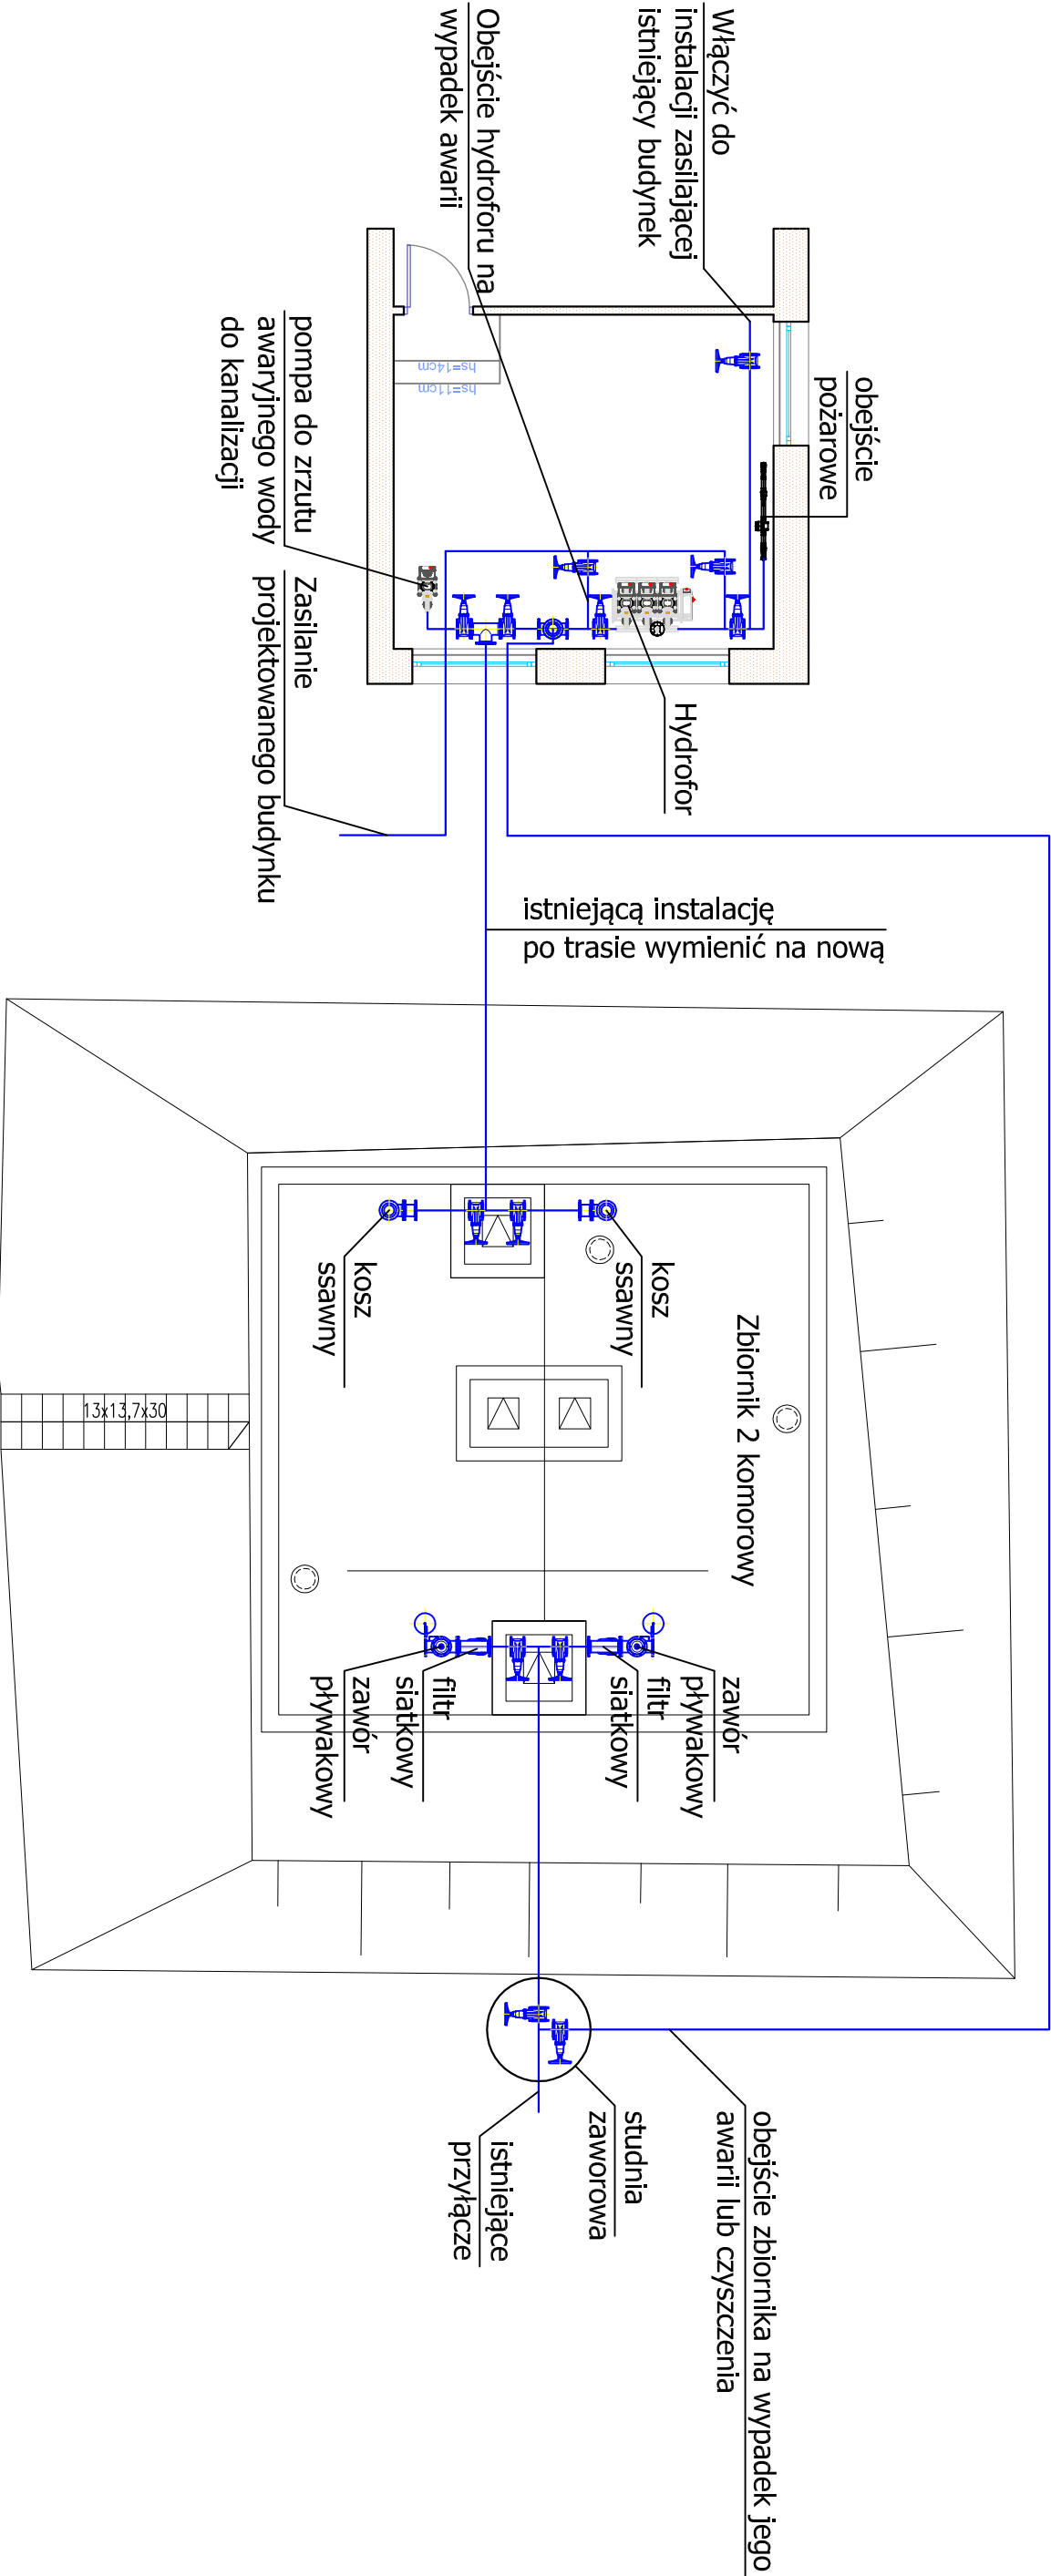 Włączyć do
instalacji zasilającej
istniejący budynek
Obejście hydroforu na
wypadek awarii
obejście
pożarowe
hs=14cm
hs=11cm
pompa do zrzutu
awaryjnego wody
do kanalizacji
Zasilanie
projektowanego budynku
Hydrofor
istniejącą instalację
po trasie wymienić na nową
kosz
ssawny
kosz
ssawny
Zbiornik 2 komorowy
13x13,7x30
zawór
pływakowy
filtr
siatkowy
filtr
siatkowy
zawór
pływakowy
studnia
zaworowa
istniejące
przyłącze
obejście zbiornika na wypadek jego
awarii lub czyszczenia